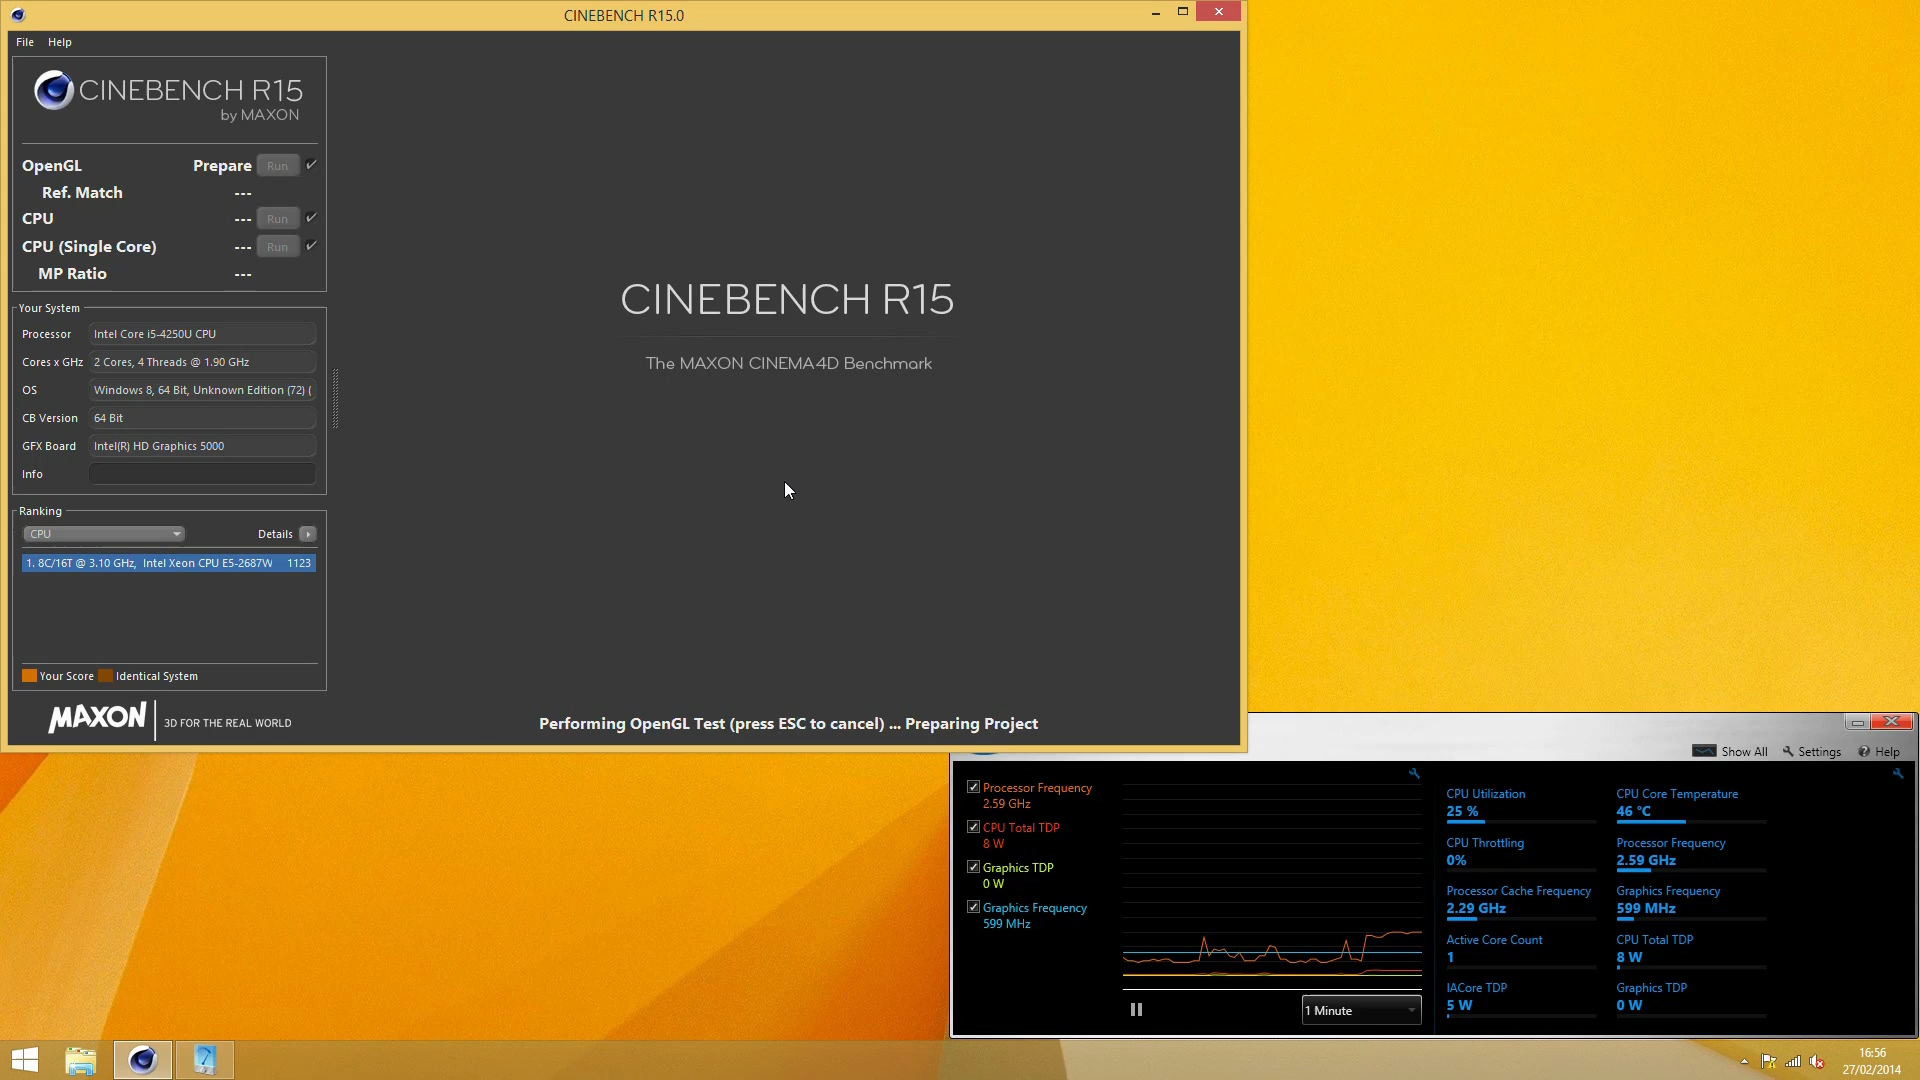 CINEBENCH R15.0
File Help
CINEBENCH R15
by MAXON
OpenGL Prepare Run
Ref. Match ---
CPU --- Run
CPU (Single Core) --- Run
MP Ratio ---
Your System
Processor Intel Core i5-4250U CPU
Cores x GHz 2 Cores, 4 Threads @ 1.90 GHz
OS Windows 8, 64 Bit, Unknown Edition (72) (
CB Version 64 Bit
GFX Board Intel(R) HD Graphics 5000
Info
Ranking
CPU Details
1. 8C/16T @ 3.10 GHz, Intel Xeon CPU E5-2687W 1123
Your Score Identical System
MAXON 3D FOR THE REAL WORLD
CINEBENCH R15
The MAXON CINEMA4D Benchmark
Performing OpenGL Test (press ESC to cancel) ... Preparing Project
Show All Settings Help
Processor Frequency
2.59 GHz
CPU Total TDP
8 W
Graphics TDP
0 W
Graphics Frequency
599 MHz
1 Minute
CPU Utilization
25 %
CPU Core Temperature
46 °C
CPU Throttling
0%
Processor Frequency
2.59 GHz
Processor Cache Frequency
2.29 GHz
Graphics Frequency
599 MHz
Active Core Count
1
CPU Total TDP
8 W
IACore TDP
5 W
Graphics TDP
0 W
16:56
27/02/2014